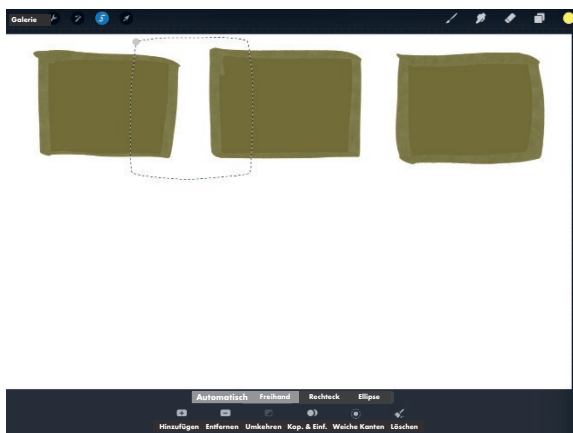 Galerie
Automatisch Freihand Rechteck Ellipse
Hinzufügen Entfernen Umkehren Kop. & Einf. Weiche Kanten Löschen